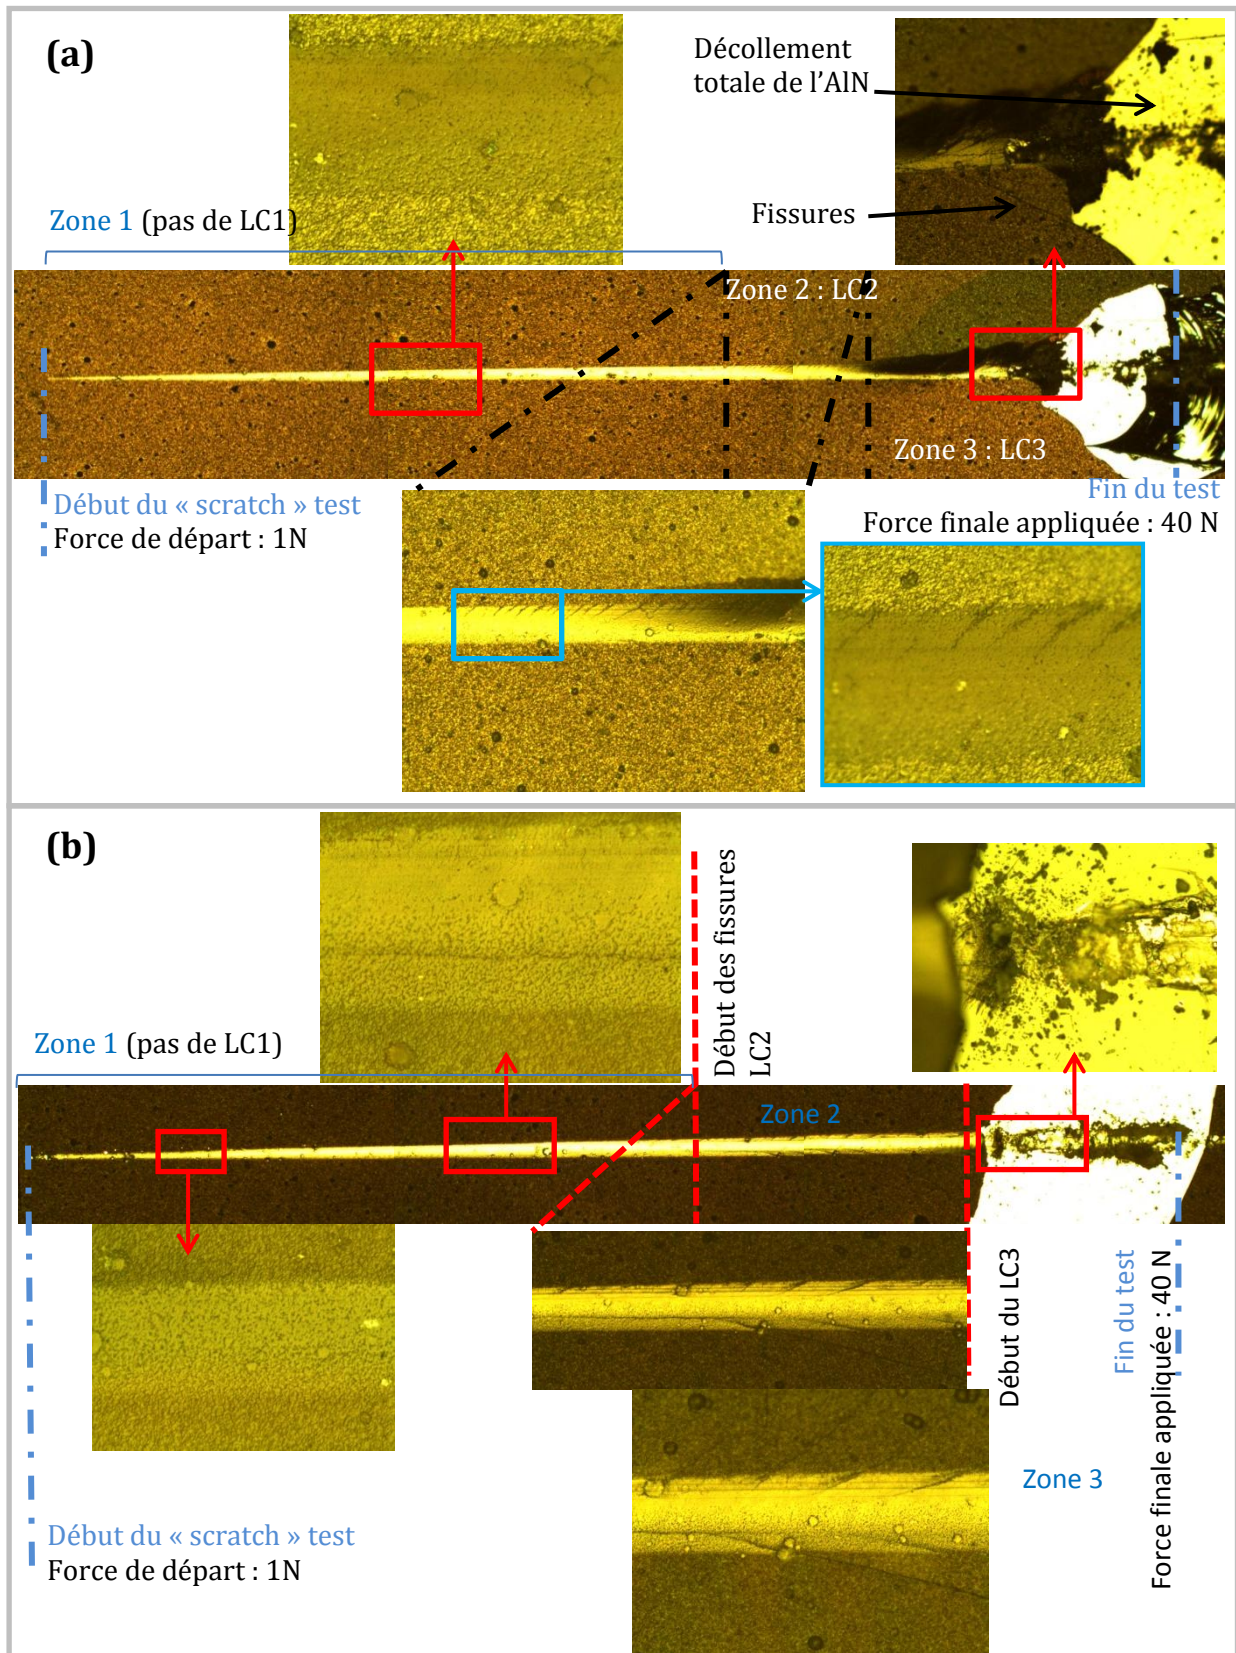 (a)
Décollement
totale de l'AlN
Fissures
Zone 1 (pas de LC1)
Zone 2 : LC2
Zone 3 : LC3
Début du « scratch » test
Force de départ : 1N
Fin du test
Force finale appliquée : 40 N
(b)
Début des fissures
LC2
Zone 1 (pas de LC1)
Zone 2
Début du LC3
Fin du test
Force finale appliquée : 40 N
Zone 3
Début du « scratch » test
Force de départ : 1N